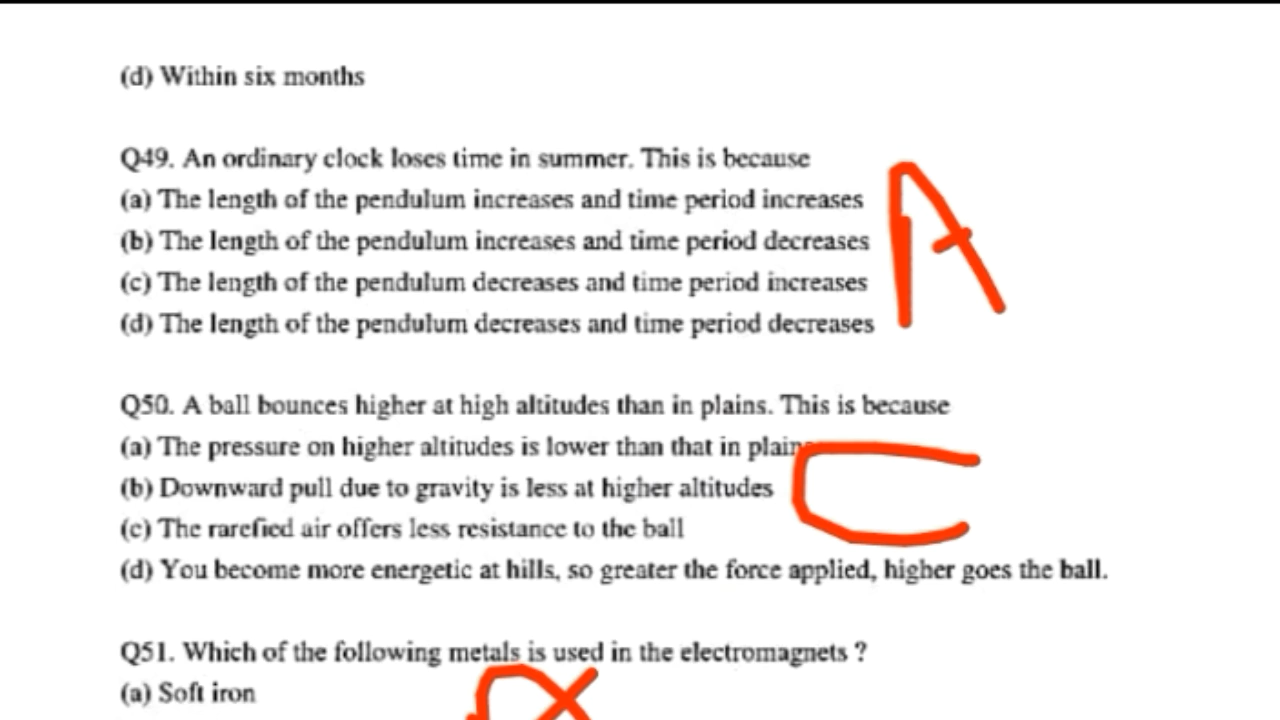 (d) Within six months
Q49. An ordinary clock loses time in summer. This is because
(a) The length of the pendulum increases and time period increases
(b) The length of the pendulum increases and time period decreases
(c) The length of the pendulum decreases and time period increases
(d) The length of the pendulum decreases and time period decreases
A
Q50. A ball bounces higher at high altitudes than in plains. This is because
(a) The pressure on higher altitudes is lower than that in plain
(b) Downward pull due to gravity is less at higher altitudes
(c) The rarefied air offers less resistance to the ball
C
(d) You become more energetic at hills, so greater the force applied, higher goes the ball.
Q51. Which of the following metals is used in the electromagnets ?
(a) Soft iron